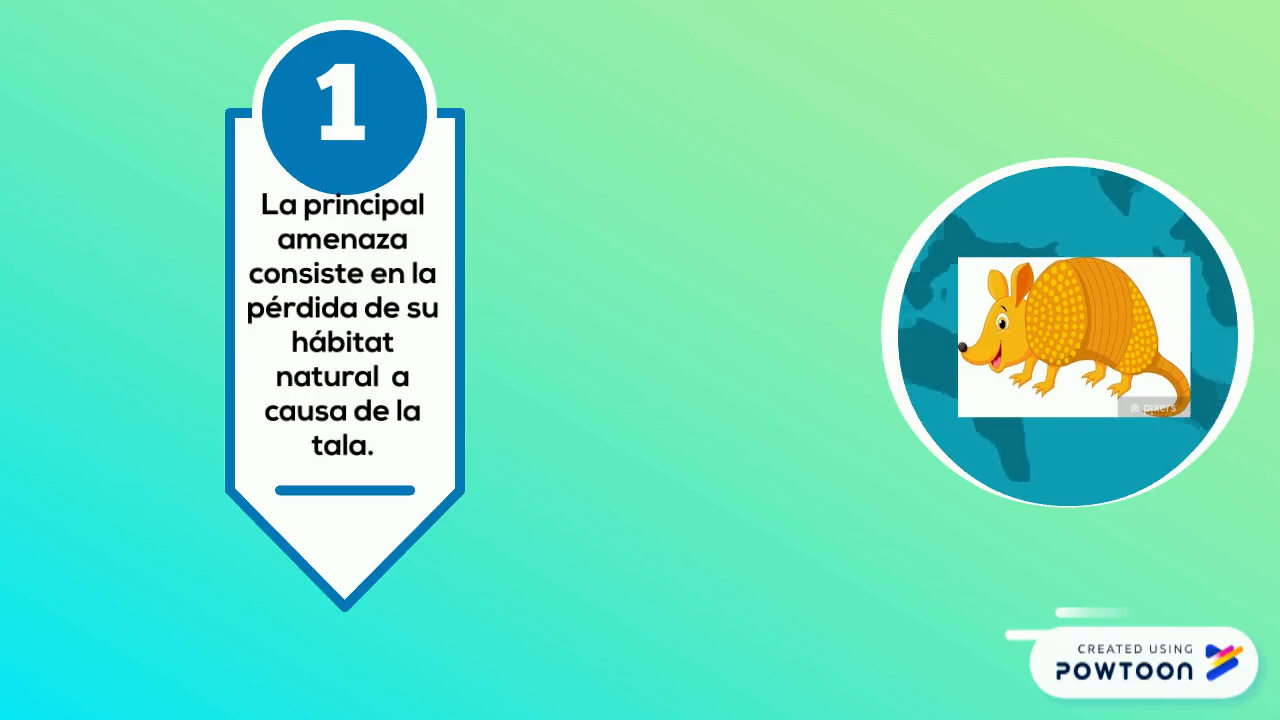 1
La principal
amenaza
consiste en la
pérdida de su
hábitat
natural  a
causa de la
tala.
pixers
CREATED USING
POWTOON